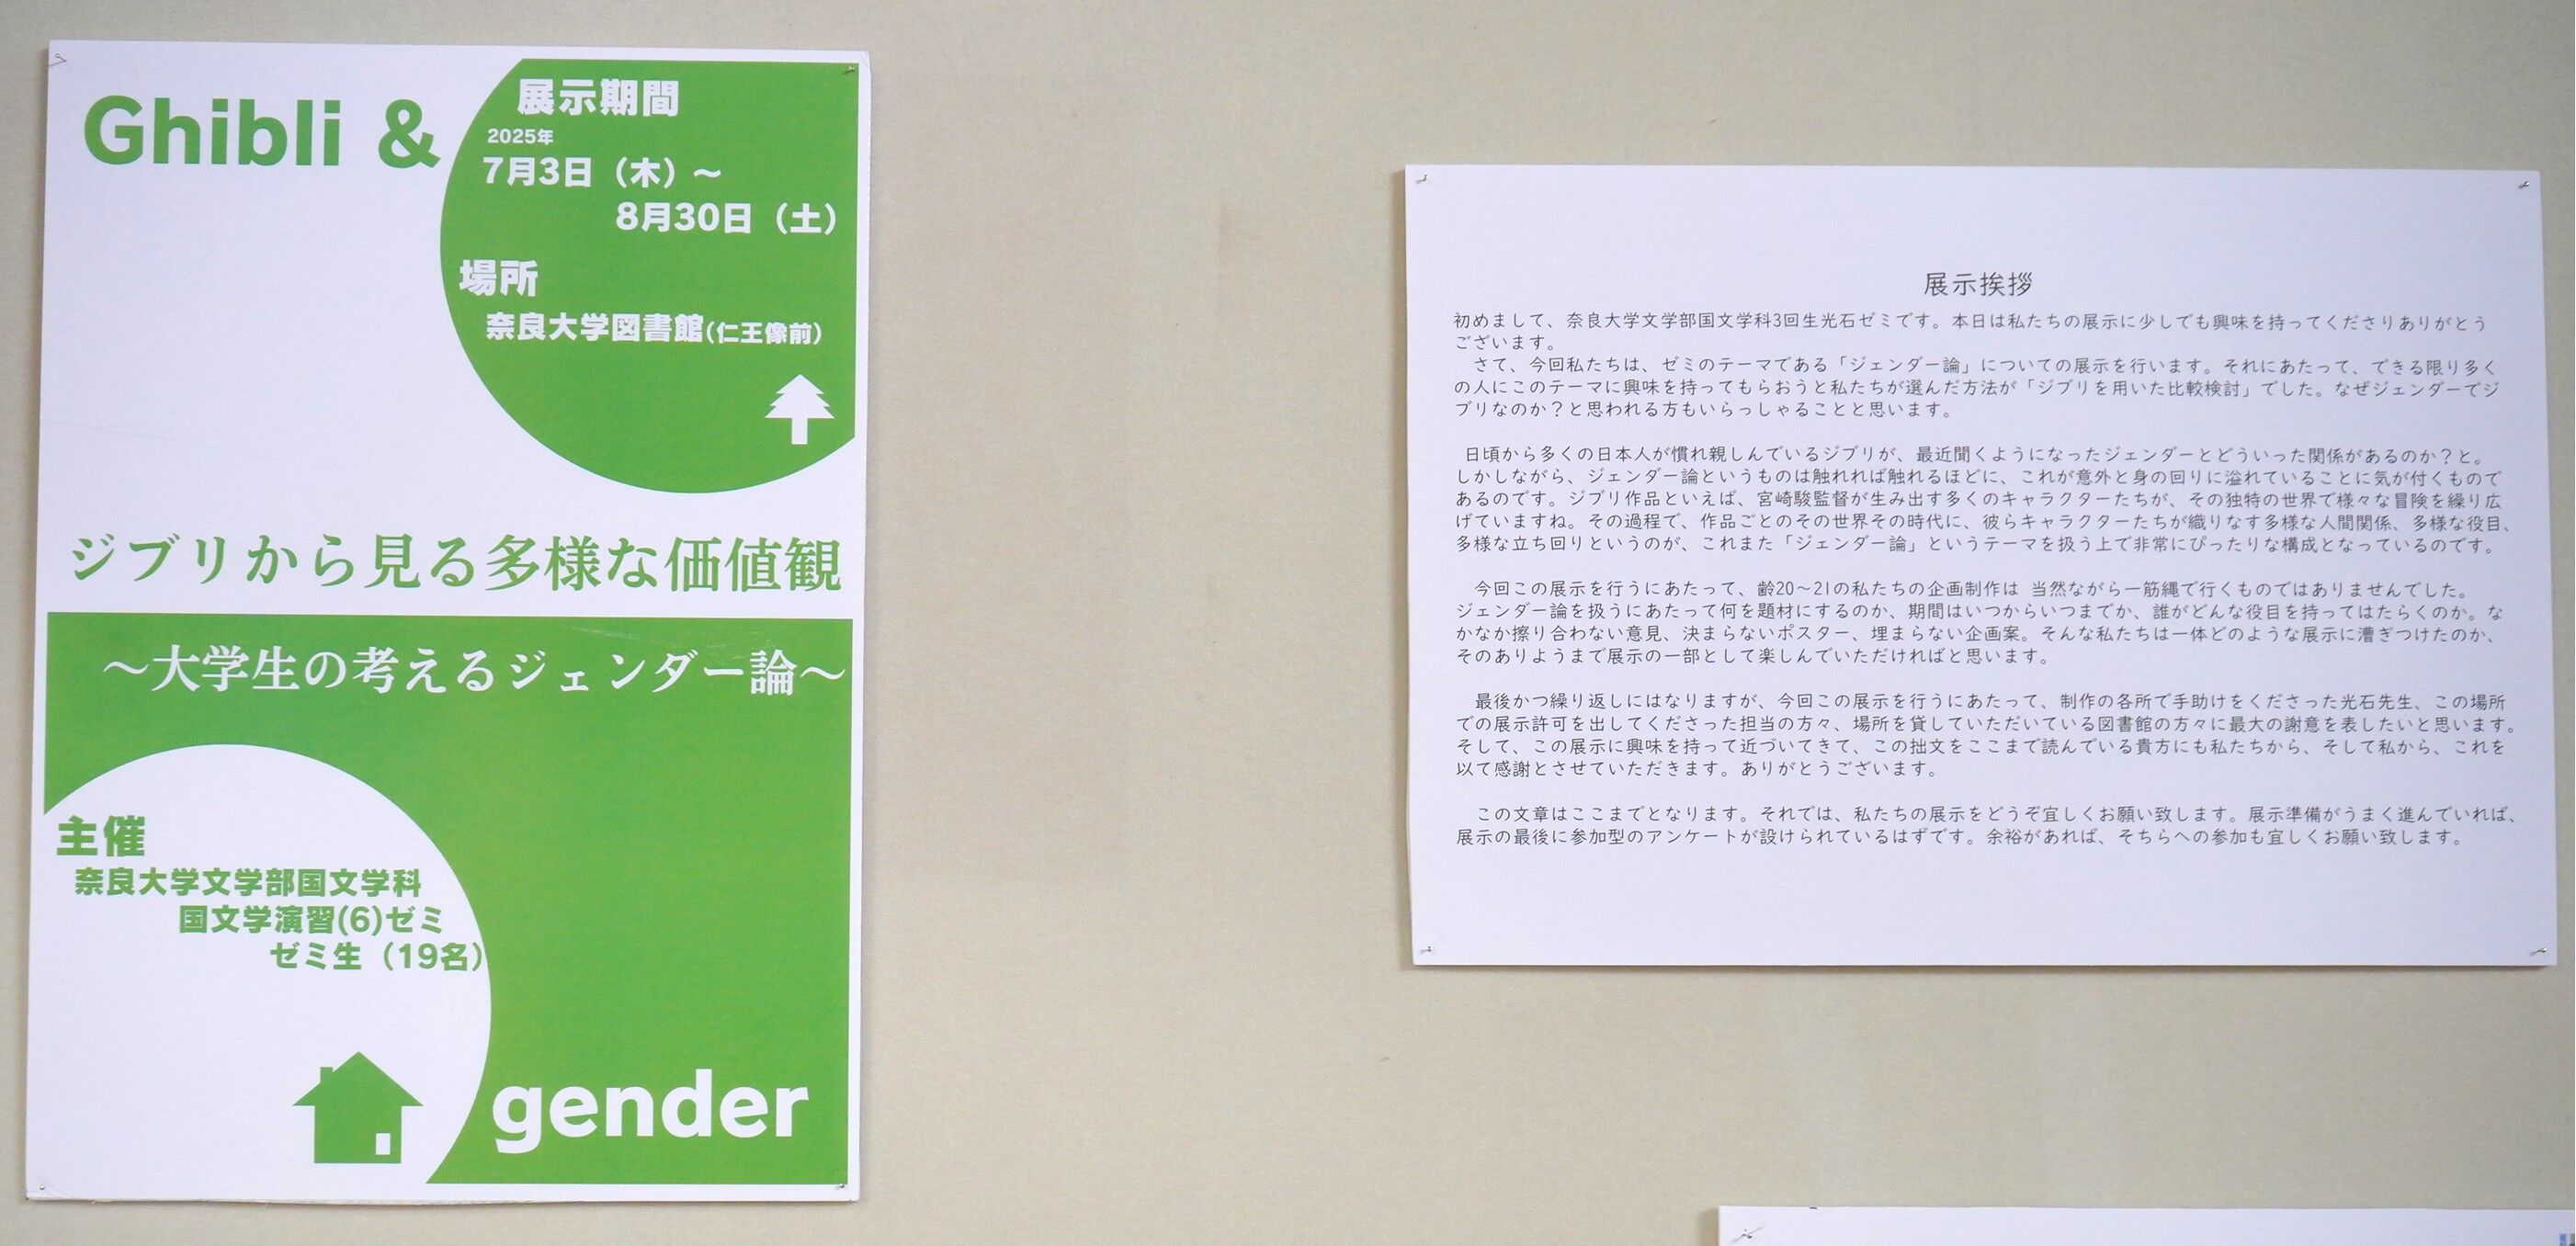 Ghibli &
展示期間
2025年
7月3日（木）～
8月30日（土）
場所
奈良大学図書館(仁王像前)
ジブリから見る多様な価値観
～大学生の考えるジェンダー論～
主催
奈良大学文学部国文学科
国文学演習(6)ゼミ
ゼミ生（19名）
gender
展示挨拶
初めまして、奈良大学文学部国文学科3回生光石ゼミです。本日は私たちの展示に少しでも興味を持ってくださりありがとう
ございます。
さて、今回私たちは、ゼミのテーマである「ジェンダー論」についての展示を行います。それにあたって、できる限り多く
の人にこのテーマに興味を持ってもらおうと私たちが選んだ方法が「ジブリを用いた比較検討」でした。なぜジェンダーでジ
ブリなのか？と思われる方もいらっしゃることと思います。
日頃から多くの日本人が慣れ親しんでいるジブリが、最近聞くようになったジェンダーとどういった関係があるのか？と。
しかしながら、ジェンダー論というものは触れれば触れるほどに、これが意外と身の回りに溢れていることに気が付くもので
あるのです。ジブリ作品といえば、宮崎駿監督が生み出す多くのキャラクターたちが、その独特の世界で様々な冒険を繰り広
げていますね。その過程で、作品ごとのその世界その時代に、彼らキャラクターたちが織りなす多様な人間関係、多様な役目、
多様な立ち回りというのが、これまた「ジェンダー論」というテーマを扱う上で非常にぴったりな構成となっているのです。
今回この展示を行うにあたって、齢20～21の私たちの企画制作は 当然ながら一筋縄で行くものではありませんでした。
ジェンダー論を扱うにあたって何を題材にするのか、期間はいつからいつまでか、誰がどんな役目を持ってはたらくのか。な
かなか擦り合わない意見、決まらないポスター、埋まらない企画案。そんな私たちは一体どのような展示に漕ぎつけたのか、
そのありようまで展示の一部として楽しんでいただければと思います。
最後かつ繰り返しにはなりますが、今回この展示を行うにあたって、制作の各所で手助けをくださった光石先生、この場所
での展示許可を出してくださった担当の方々、場所を貸していただいている図書館の方々に最大の謝意を表したいと思います。
そして、この展示に興味を持って近づいてきて、この拙文をここまで読んでいる貴方にも私たちから、そして私から、これを
以て感謝とさせていただきます。ありがとうございます。
この文章はここまでとなります。それでは、私たちの展示をどうぞ宜しくお願い致します。展示準備がうまく進んでいれば、
展示の最後に参加型のアンケートが設けられているはずです。余裕があれば、そちらへの参加も宜しくお願い致します。